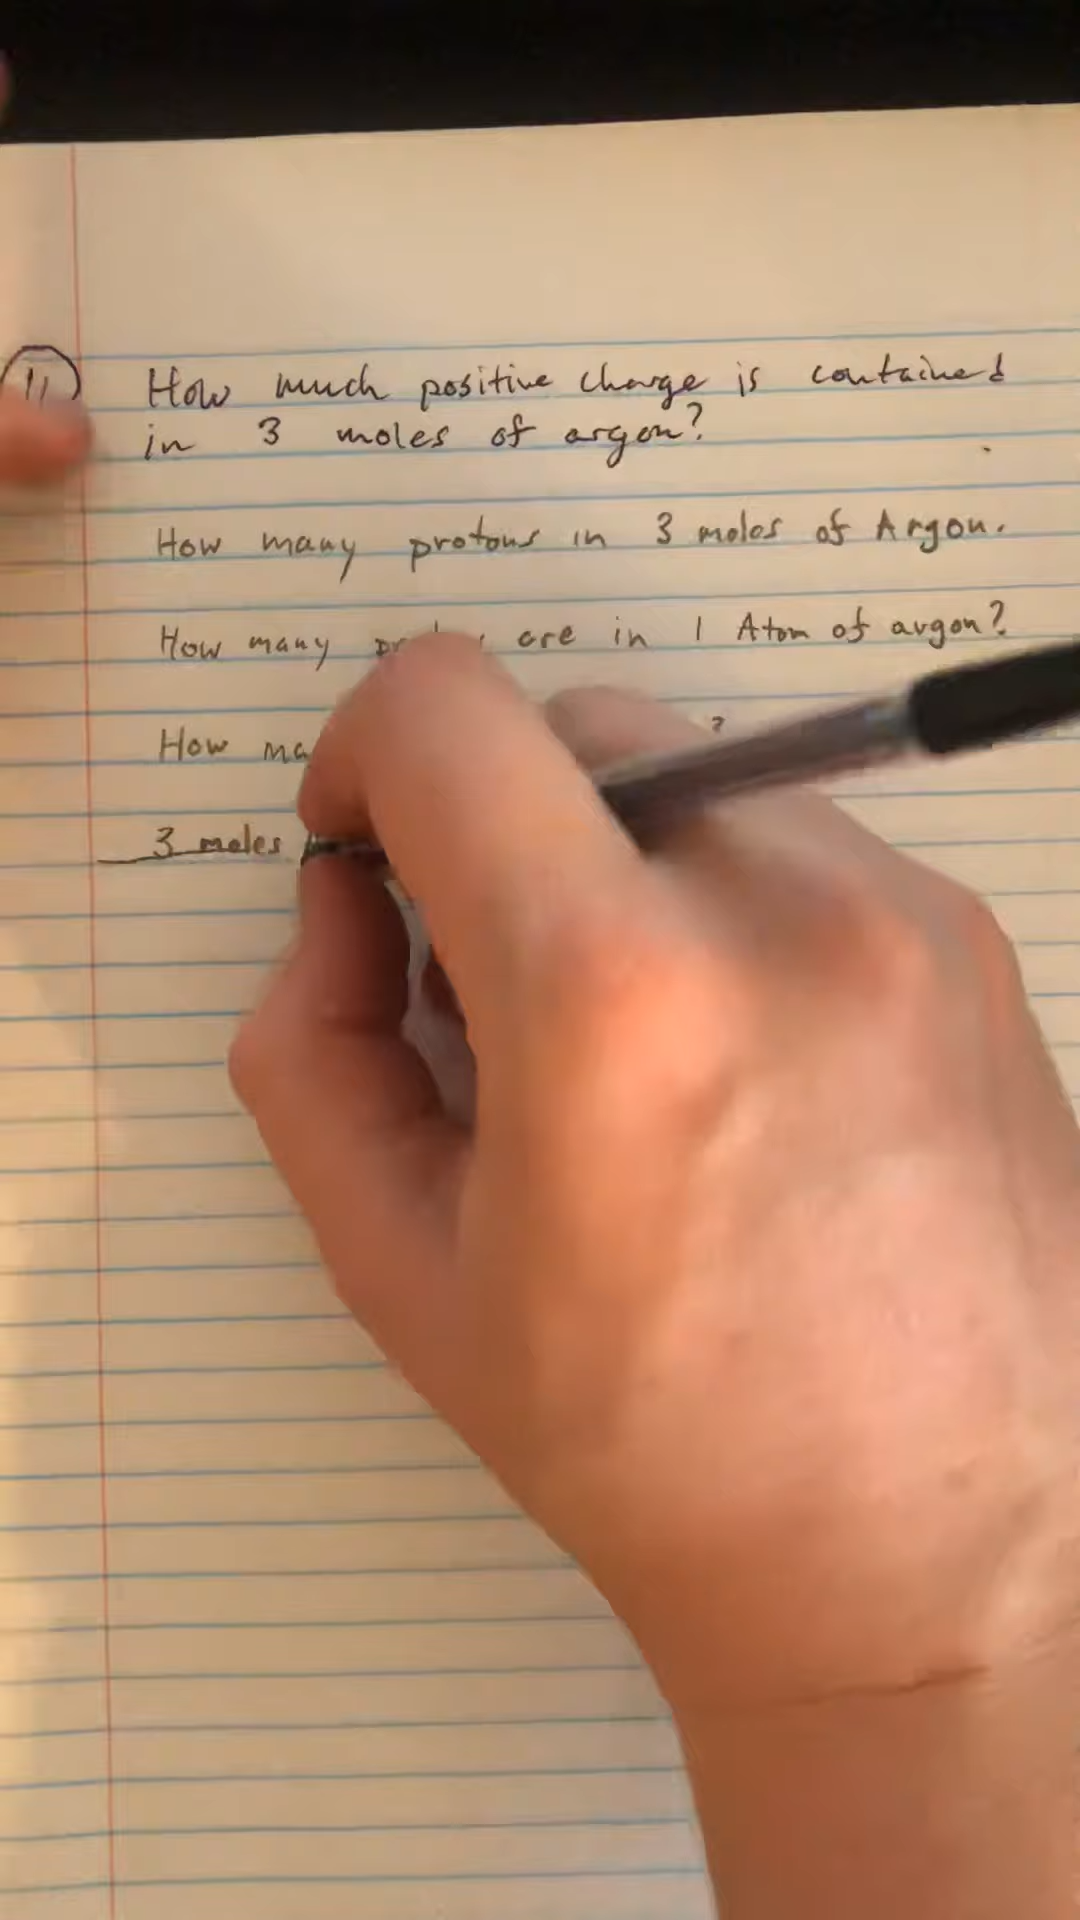 11
How much positive charge is contained
in 3 moles of argon?
How many protons in 3 moles of Argon.
How many are in 1 Atom of argon?
How ?
3 moles